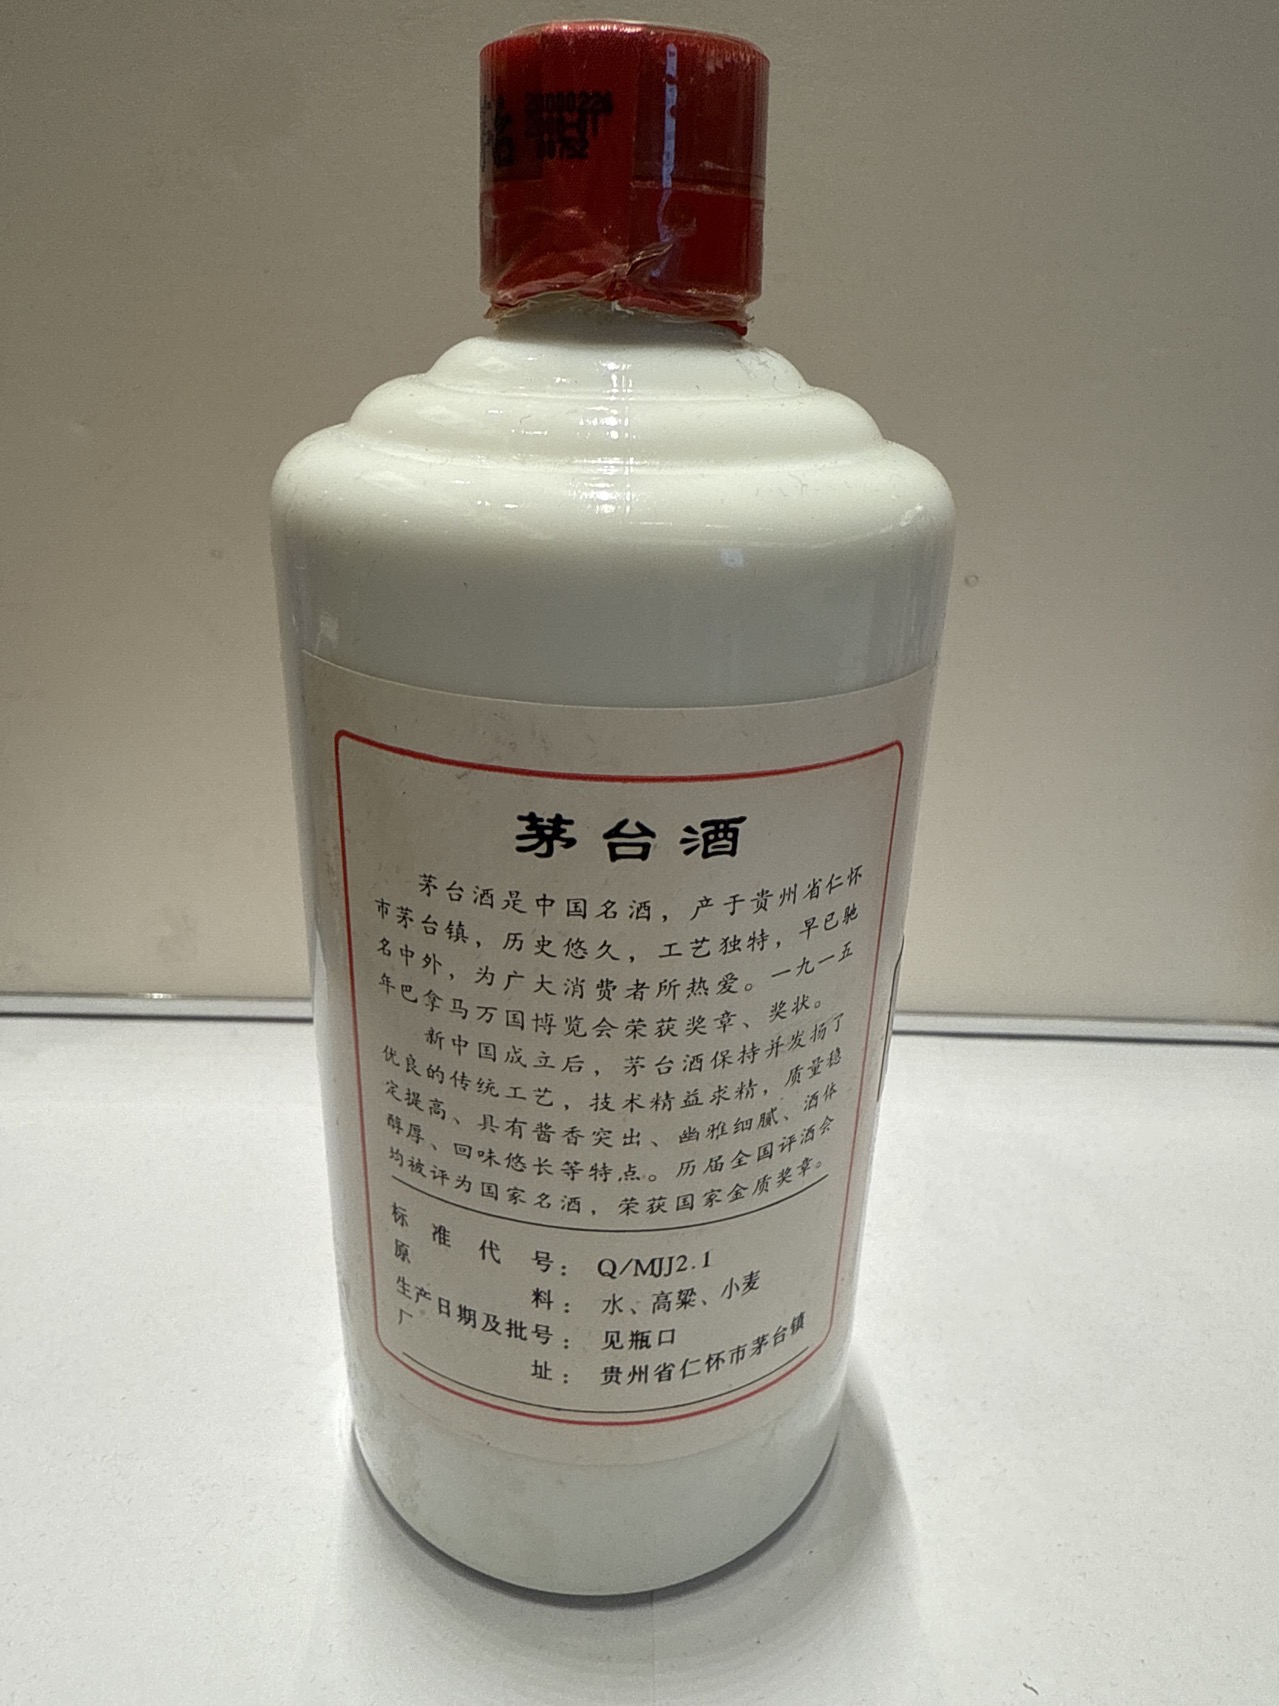 台
茅台酒
茅台酒是中国名酒，产于贵州省仁怀
市茅台镇，历史悠久，工艺独特，早已驰
名中外，为广大消费者所热爱。一九一五
年巴拿马万国博览会荣获奖章、奖状。
新中国成立后，茅台酒保持并发扬了
优良的传统工艺，技术精益求精，质量稳
定提高、具有酱香突出、幽雅细腻、酒体
醇厚、回味悠长等特点。历届全国评酒会
均被评为国家名酒，荣获国家金质奖章。
标准代号：Q/MJJ2.1
原料：水、高粱、小麦
生产日期及批号：见瓶口
厂址：贵州省仁怀市茅台镇